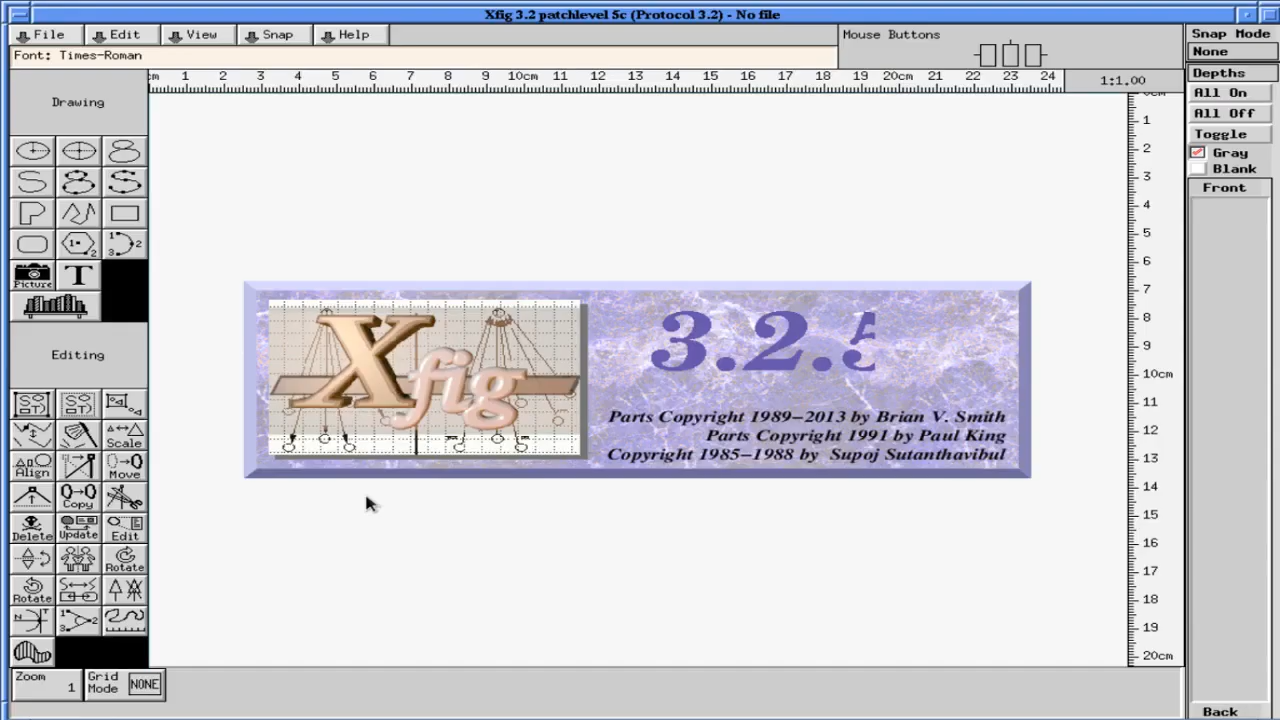 Xfig 3.2 patchlevel 5c (Protocol 3.2) - No file
File Edit View Snap Help
Mouse Buttons
Font: Times-Roman
Snap Mode
None
Depths
All On
All Off
Toggle
Gray
Blank
Front
Back
cm 1 2 3 4 5 6 7 8 9 10cm 11 12 13 14 15 16 17 18 19 20cm 21 22 23 24
1:1.00
1
2
3
4
5
6
7
8
9
10cm
11
12
13
14
15
16
17
18
19
20cm
Drawing
1 2 3
Picture T
Editing
Scale
Align Move
Copy
Delete Update Edit
Rotate
Rotate
Zoom 1
Grid Mode NONE
Xfig
3.2.5
Parts Copyright 1989–2013 by Brian V. Smith
Parts Copyright 1991 by Paul King
Copyright 1985–1988 by Supoj Sutanthavibul